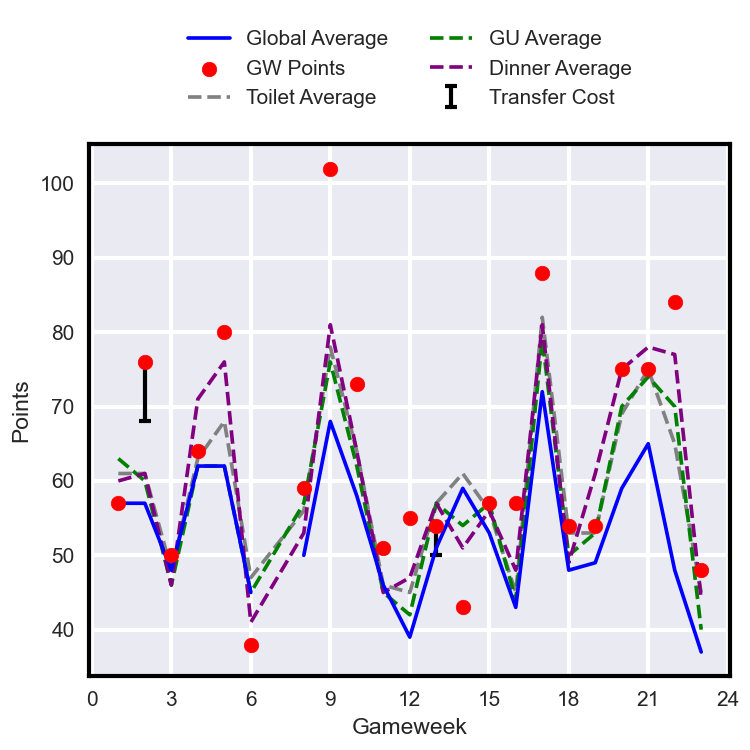 Global Average
GW Points
Toilet Average
GU Average
Dinner Average
Transfer Cost
Points
100
90
80
70
60
50
40
0 3 6 9 12 15 18 21 24
Gameweek